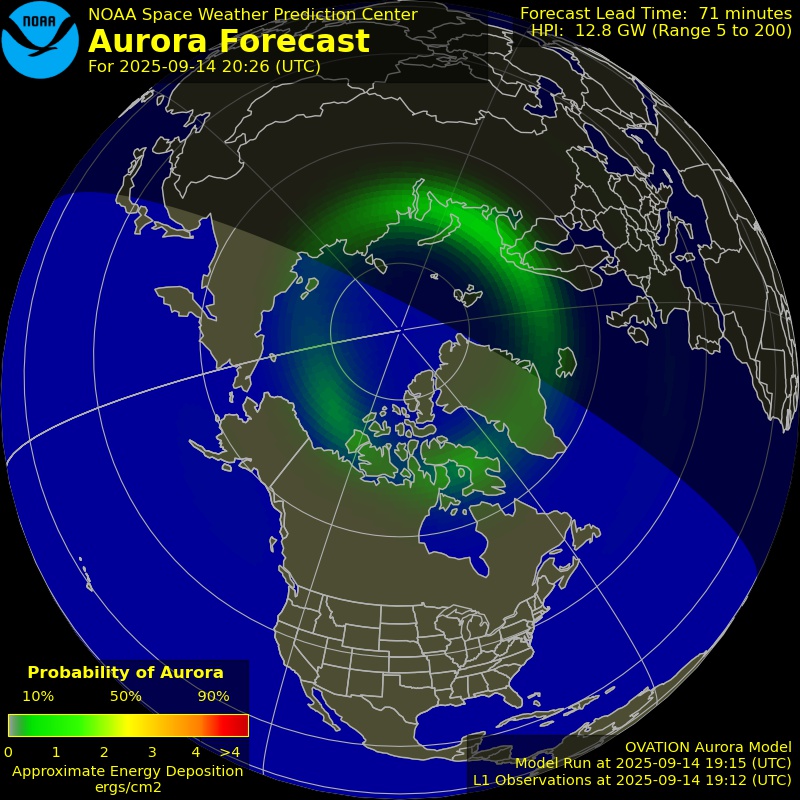 NOAA
NOAA Space Weather Prediction Center
Aurora Forecast
For 2025-09-14 20:26 (UTC)
Forecast Lead Time: 71 minutes
HPI: 12.8 GW (Range 5 to 200)
Probability of Aurora
10% 50% 90%
0 1 2 3 4 >4
Approximate Energy Deposition
ergs/cm2
OVATION Aurora Model
Model Run at 2025-09-14 19:15 (UTC)
L1 Observations at 2025-09-14 19:12 (UTC)